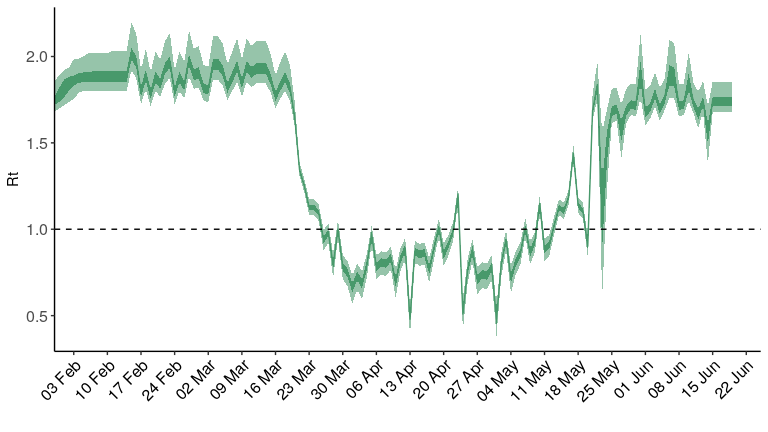 2.0
1.5
1.0
0.5
Rt
03 Feb
10 Feb
17 Feb
24 Feb
02 Mar
09 Mar
16 Mar
23 Mar
30 Mar
06 Apr
13 Apr
20 Apr
27 Apr
04 May
11 May
18 May
25 May
01 Jun
08 Jun
15 Jun
22 Jun